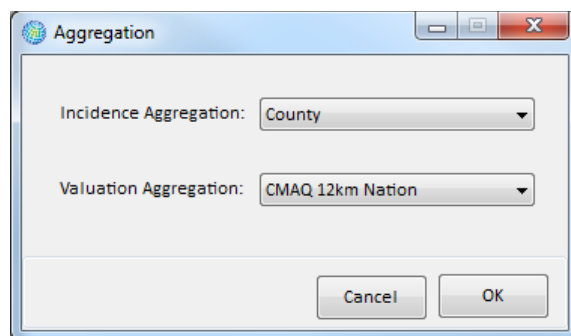 Aggregation
Incidence Aggregation: County
Valuation Aggregation: CMAQ 12km Nation
Cancel OK